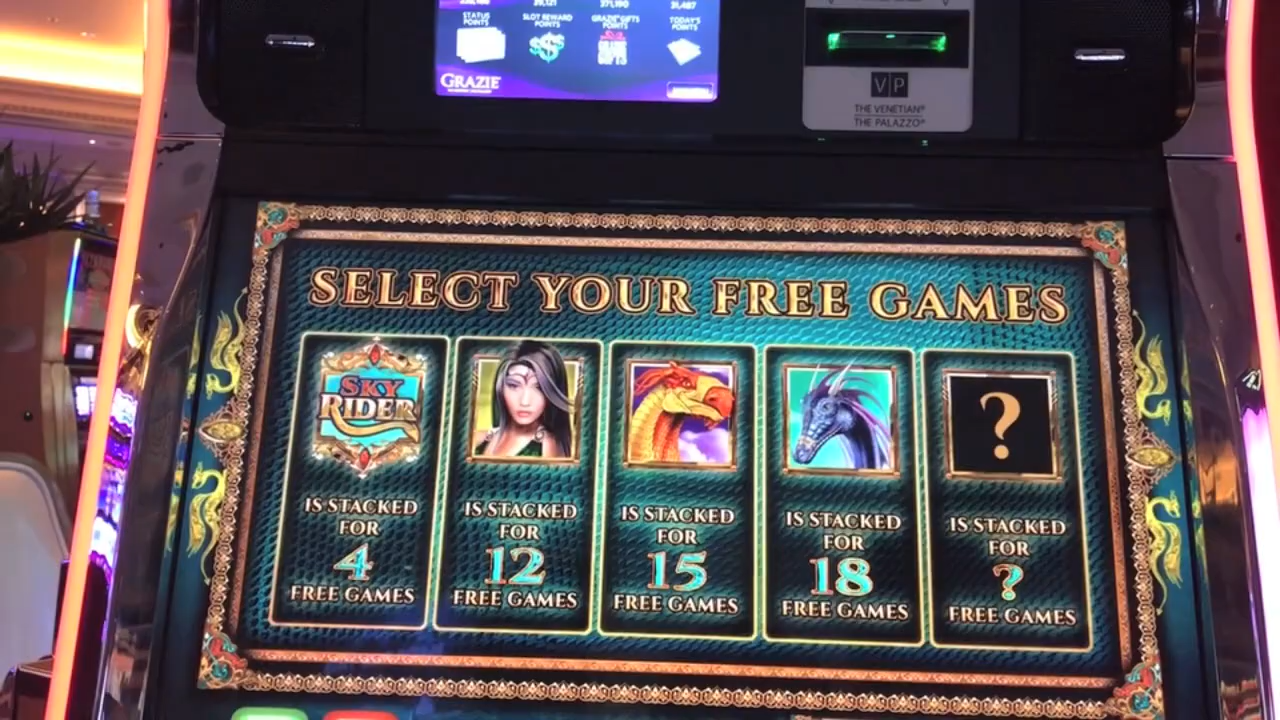 STATUS POINTS
SLOT REWARD POINTS
GRAZIE GIFTS POINTS
TODAY'S POINTS
GRAZIE
VP
THE VENETIAN®
THE PALAZZO®
SELECT YOUR FREE GAMES
SKY
RIDER
IS STACKED
FOR
4
FREE GAMES
IS STACKED
FOR
12
FREE GAMES
IS STACKED
FOR
15
FREE GAMES
IS STACKED
FOR
18
FREE GAMES
?
IS STACKED
FOR
?
FREE GAMES